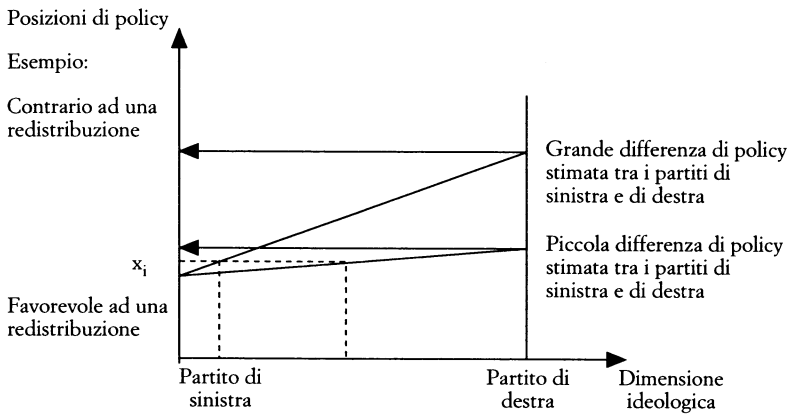 Posizioni di policy
Esempio:
Contrario ad una
redistribuzione
Grande differenza di policy
stimata tra i partiti di
sinistra e di destra
Piccola differenza di policy
stimata tra i partiti di
sinistra e di destra
xi
Favorevole ad una
redistribuzione
Partito di
sinistra
Partito di
destra
Dimensione
ideologica